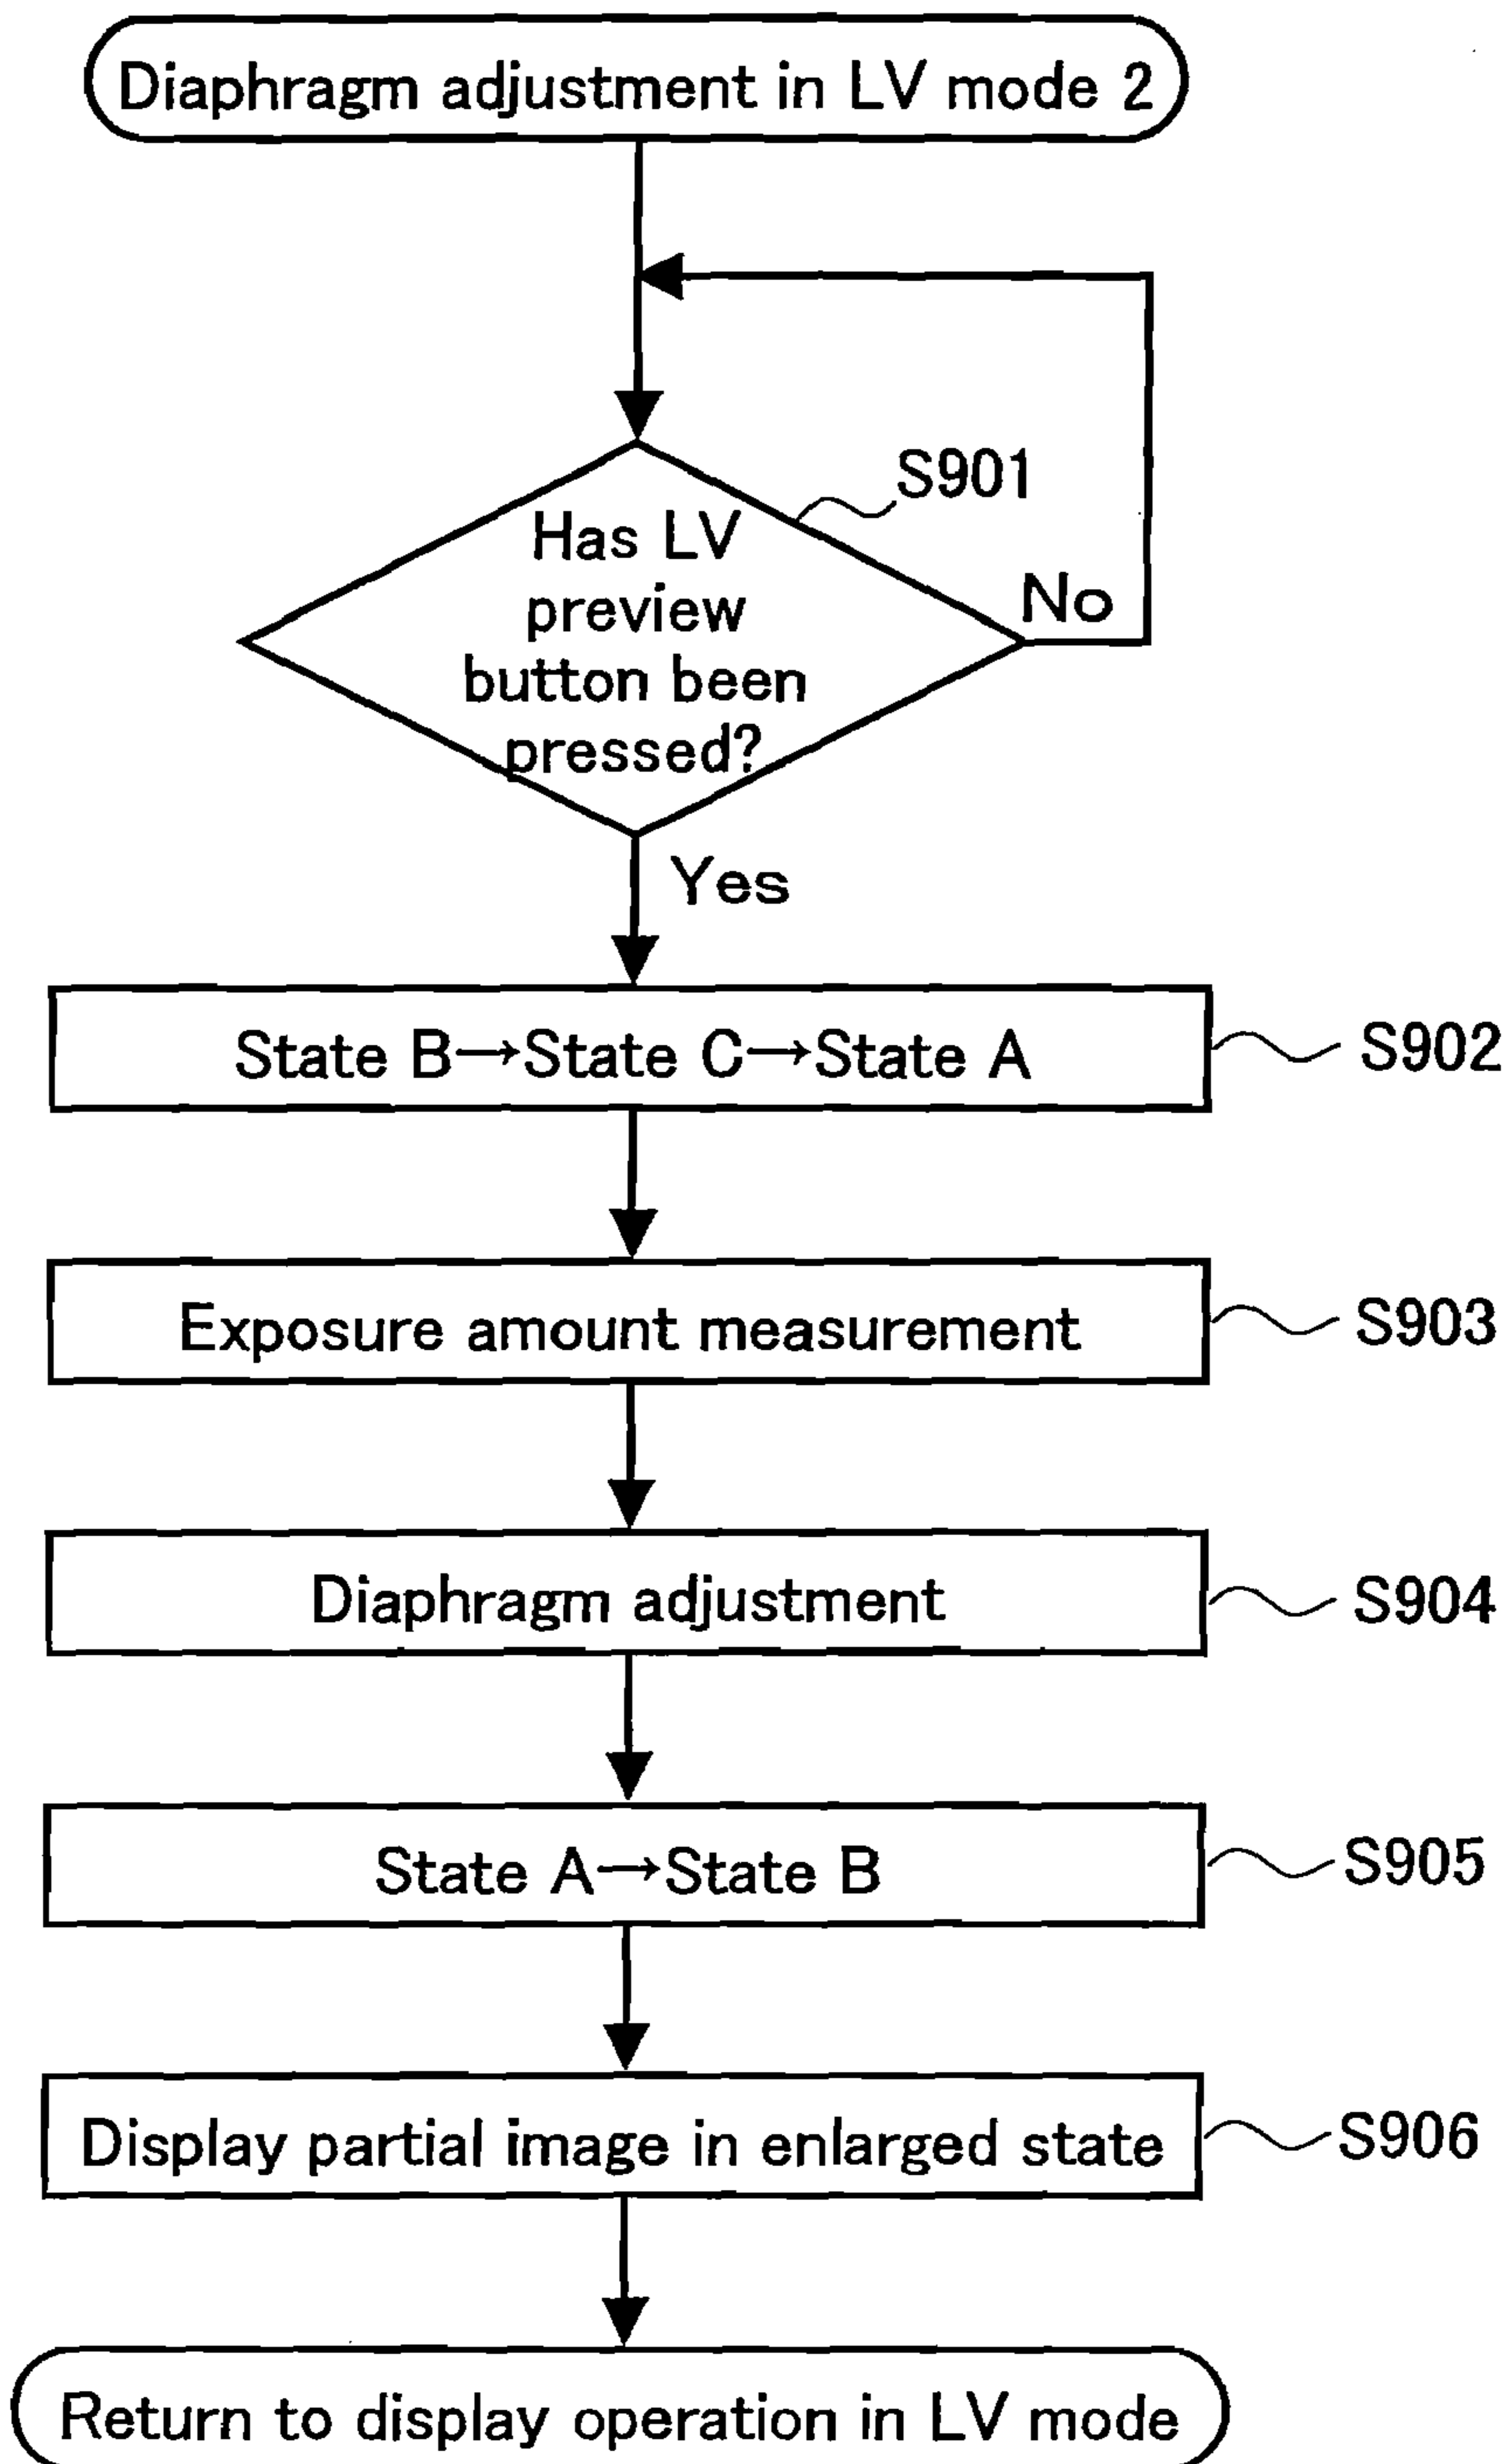 Diaphragm adjustment in LV mode 2
S901
Has LV
preview
button been
pressed?
No
Yes
State B→State C→State A
S902
Exposure amount measurement
S903
Diaphragm adjustment
S904
State A→State B
S905
Display partial image in enlarged state
S906
Return to display operation in LV mode